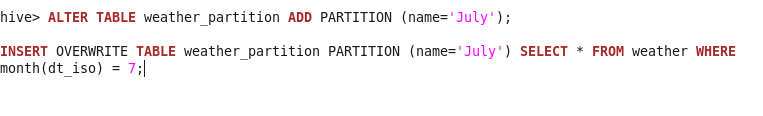 hive> ALTER TABLE weather_partition ADD PARTITION (name='July');
INSERT OVERWRITE TABLE weather_partition PARTITION (name='July') SELECT * FROM weather WHERE
month(dt_iso) = 7;